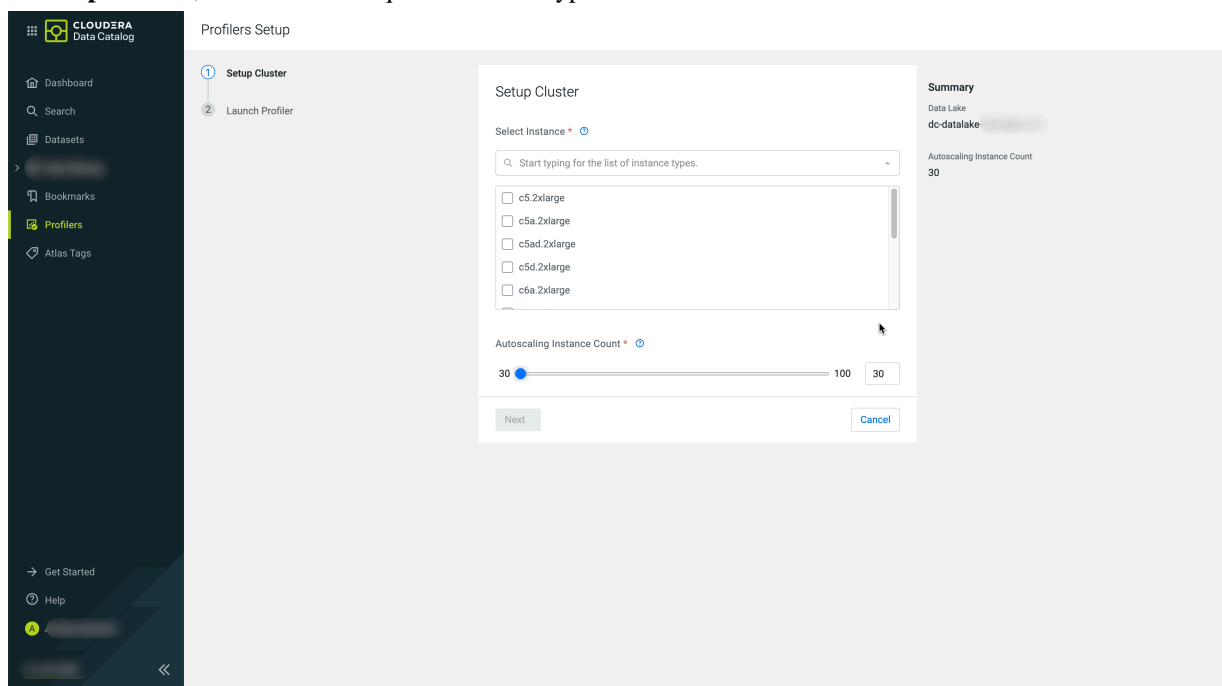 CLOUDERA
Data Catalog
Profilers Setup
Dashboard
Search
Datasets
Bookmarks
Profilers
Atlas Tags
Get Started
Help
A
1 Setup Cluster
2 Launch Profiler
Setup Cluster
Select Instance *
Start typing for the list of instance types.
c5.2xlarge
c5a.2xlarge
c5ad.2xlarge
c5d.2xlarge
c6a.2xlarge
Autoscaling Instance Count *
30 100 30
Next Cancel
Summary
Data Lake
dc-datalake
Autoscaling Instance Count
30